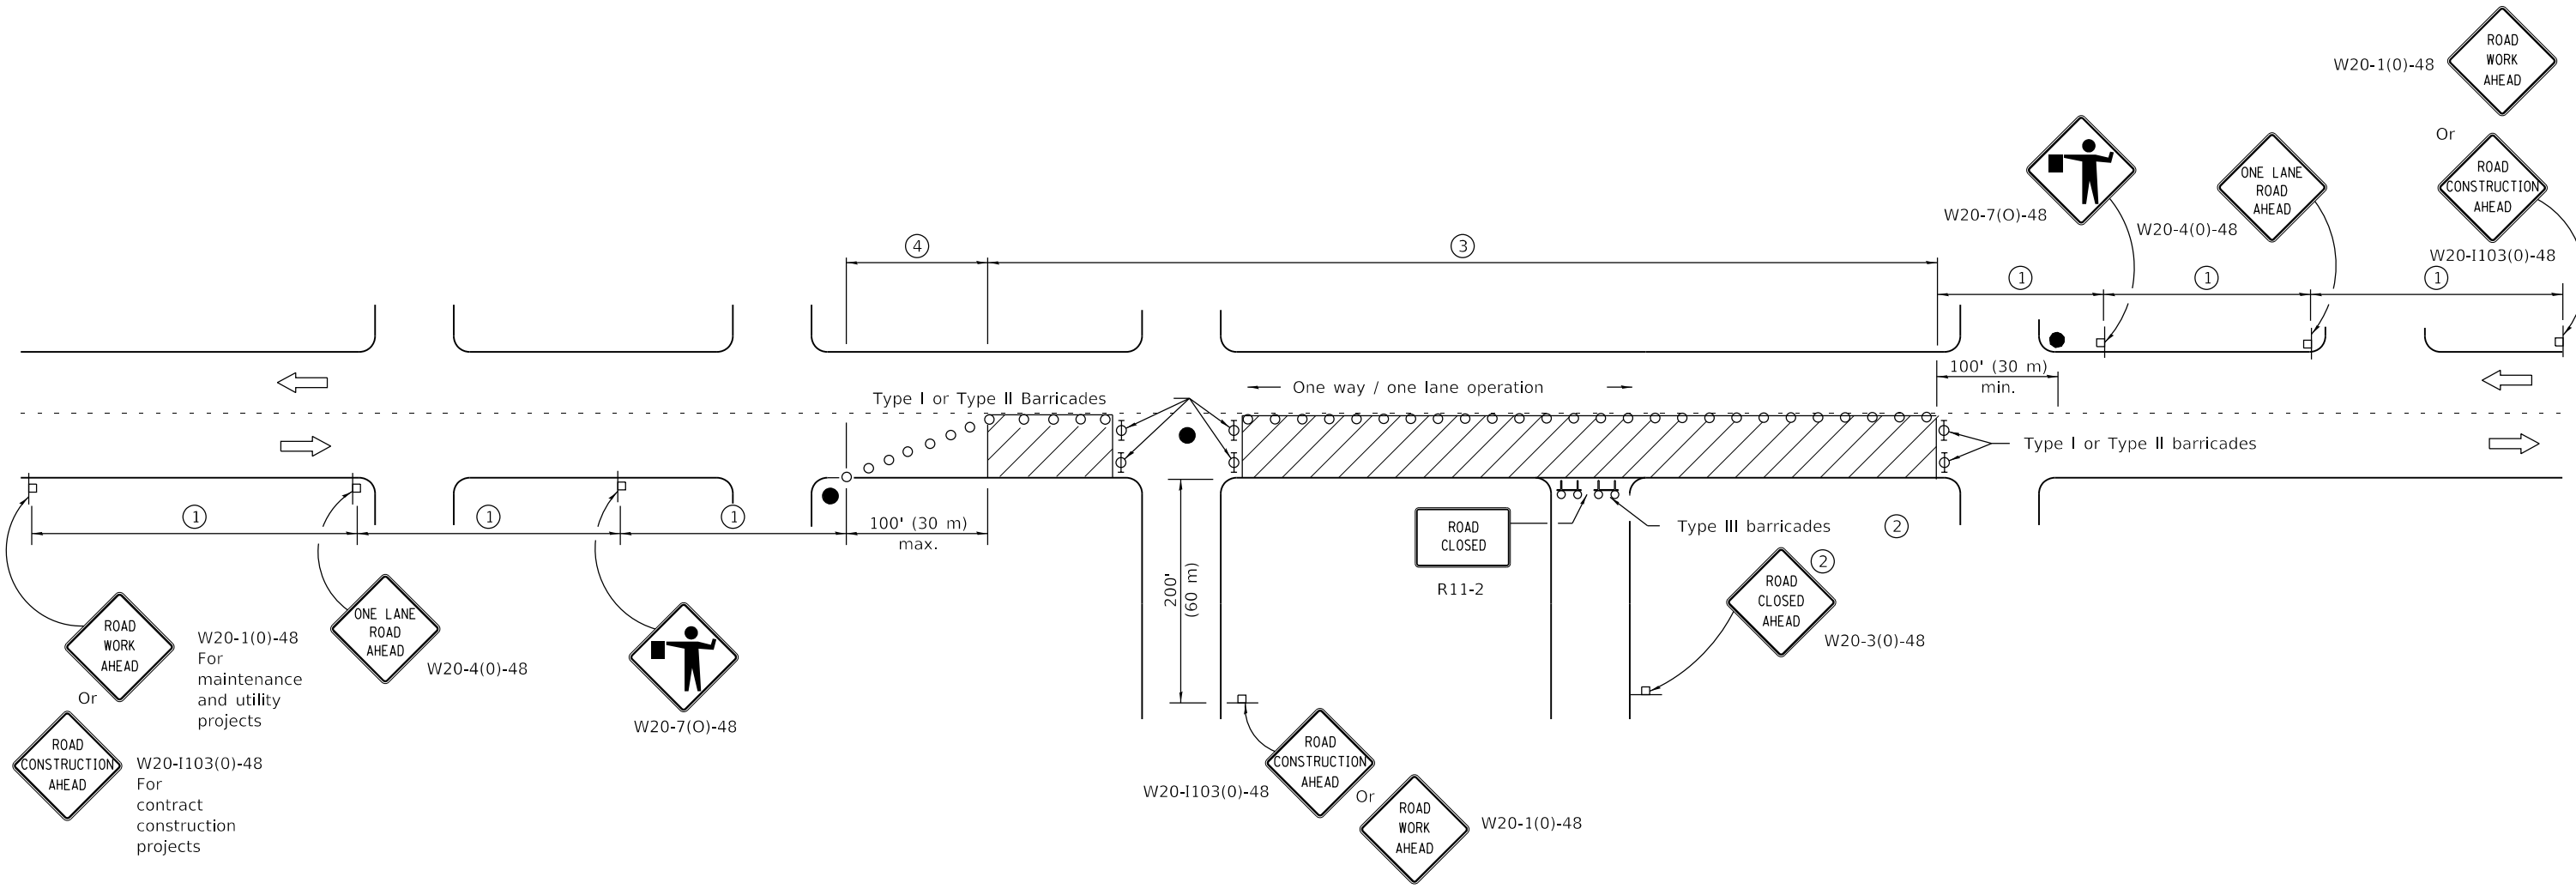 ROAD
WORK
AHEAD
W20-1(0)-48
Or
ROAD
CONSTRUCTION
AHEAD
W20-I103(0)-48
W20-7(O)-48
ONE LANE
ROAD
AHEAD
W20-4(0)-48
4
3
1
1
1
100' (30 m)
min.
Type I or Type II Barricades
One way / one lane operation
Type I or Type II barricades
1
1
1
100' (30 m)
max.
200'
(60 m)
ROAD
CLOSED
R11-2
Type III barricades
2
2
ROAD
CLOSED
AHEAD
W20-3(0)-48
ROAD
WORK
AHEAD
W20-1(0)-48
For
maintenance
and utility
projects
Or
ROAD
CONSTRUCTION
AHEAD
W20-I103(0)-48
For
contract
construction
projects
ONE LANE
ROAD
AHEAD
W20-4(0)-48
W20-7(O)-48
ROAD
CONSTRUCTION
AHEAD
W20-I103(0)-48
Or
ROAD
WORK
AHEAD
W20-1(0)-48